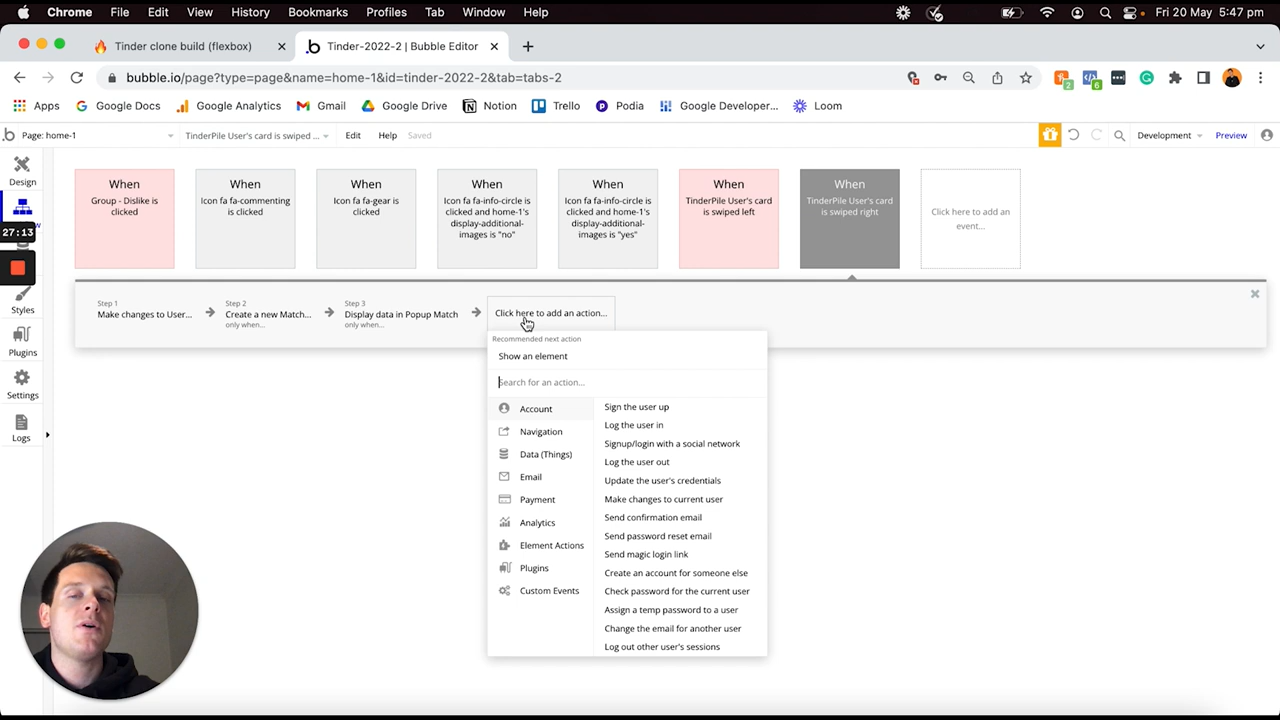 Chrome File Edit View History Bookmarks Profiles Tab Window Help
Fri 20 May 5:47 pm
Tinder clone build (flexbox)
Tinder-2022-2 | Bubble Editor
bubble.io/page?type=page&name=home-1&id=tinder-2022-2&tab=tabs-2
2
6
Apps Google Docs Google Analytics Gmail Google Drive Notion Trello Podia Google Developer... Loom
Page: home-1
TinderPile User's card is swiped ...
Edit Help Saved
Development Preview
Design
27:13
Styles
Plugins
Settings
Logs
When
Group - Dislike is
clicked
When
Icon fa fa-commenting
is clicked
When
Icon fa fa-gear is
clicked
When
Icon fa fa-info-circle is
clicked and home-1's
display-additional-
images is "no"
When
Icon fa fa-info-circle is
clicked and home-1's
display-additional-
images is "yes"
When
TinderPile User's card
is swiped left
When
TinderPile User's card
is swiped right
Click here to add an
event...
Step 1
Make changes to User...
Step 2
Create a new Match...
only when...
Step 3
Display data in Popup Match
only when...
Click here to add an action...
Recommended next action
Show an element
Search for an action...
Account
Navigation
Data (Things)
Email
Payment
Analytics
Element Actions
Plugins
Custom Events
Sign the user up
Log the user in
Signup/login with a social network
Log the user out
Update the user's credentials
Make changes to current user
Send confirmation email
Send password reset email
Send magic login link
Create an account for someone else
Check password for the current user
Assign a temp password to a user
Change the email for another user
Log out other user's sessions